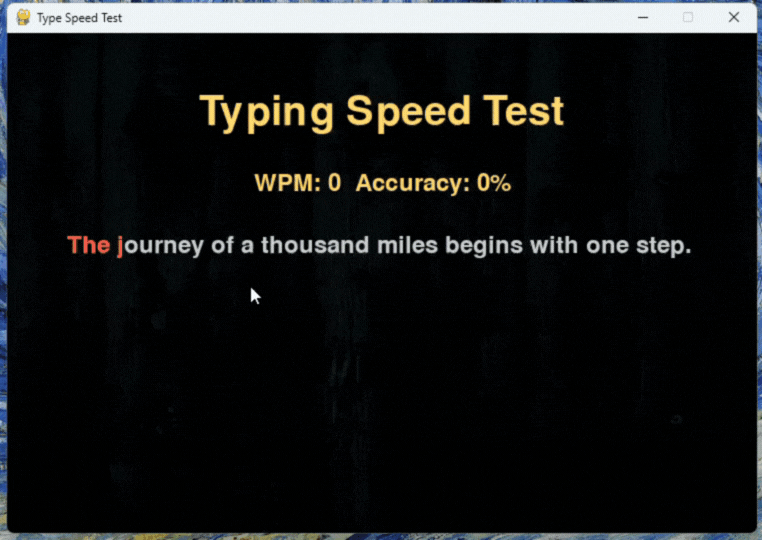 Type Speed Test
Typing Speed Test
WPM: 0 Accuracy: 0%
The journey of a thousand miles begins with one step.